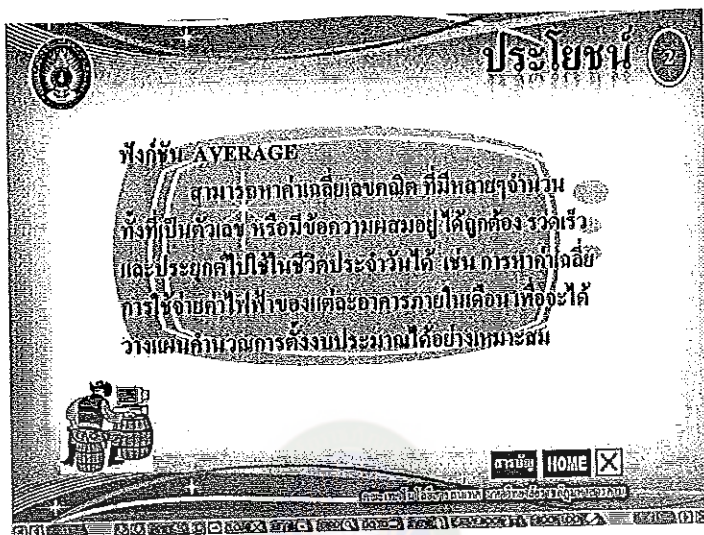 ประโยชน์ 2
ฟังก์ชัน AVERAGE
สามารถหาค่าเฉลี่ยเลขคณิต ที่มีหลายๆจำนวน
ทั้งที่เป็นตัวเลข หรือมีข้อความผสมอยู่ ได้ถูกต้อง รวดเร็ว
และประยุกต์ไปใช้ในชีวิตประจำวันได้ เช่น การหาค่าเฉลี่ย
การใช้จ่ายค่าไฟฟ้าของแต่ละอาคารภายในเดือน เพื่อจะได้
วางแผนคำนวณการตั้งงบประมาณได้อย่างเหมาะสม
สารบัญ HOME